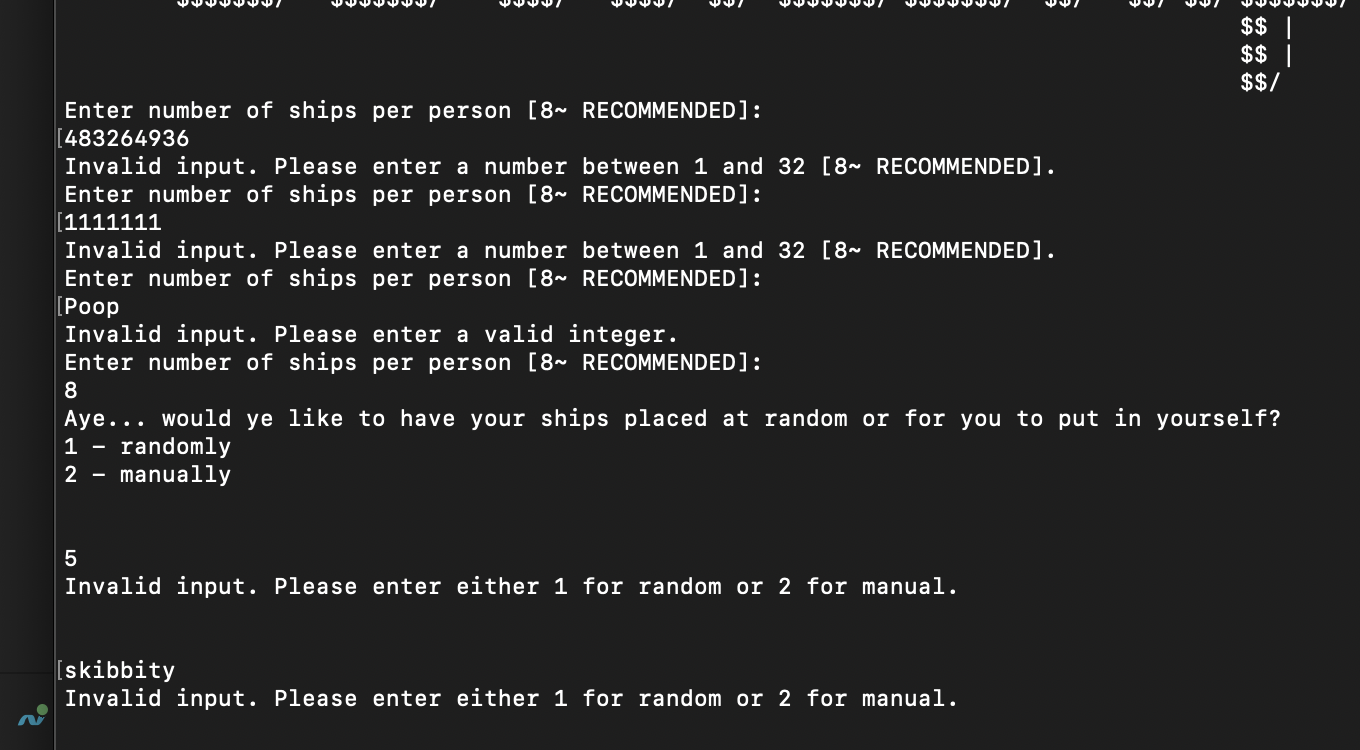 $$ |
$$ |
$$/
Enter number of ships per person [8~ RECOMMENDED]:
[483264936
Invalid input. Please enter a number between 1 and 32 [8~ RECOMMENDED].
Enter number of ships per person [8~ RECOMMENDED]:
[1111111
Invalid input. Please enter a number between 1 and 32 [8~ RECOMMENDED].
Enter number of ships per person [8~ RECOMMENDED]:
[Poop
Invalid input. Please enter a valid integer.
Enter number of ships per person [8~ RECOMMENDED]:
8
Aye... would ye like to have your ships placed at random or for you to put in yourself?
1 – randomly
2 – manually
5
Invalid input. Please enter either 1 for random or 2 for manual.
[skibbity
Invalid input. Please enter either 1 for random or 2 for manual.